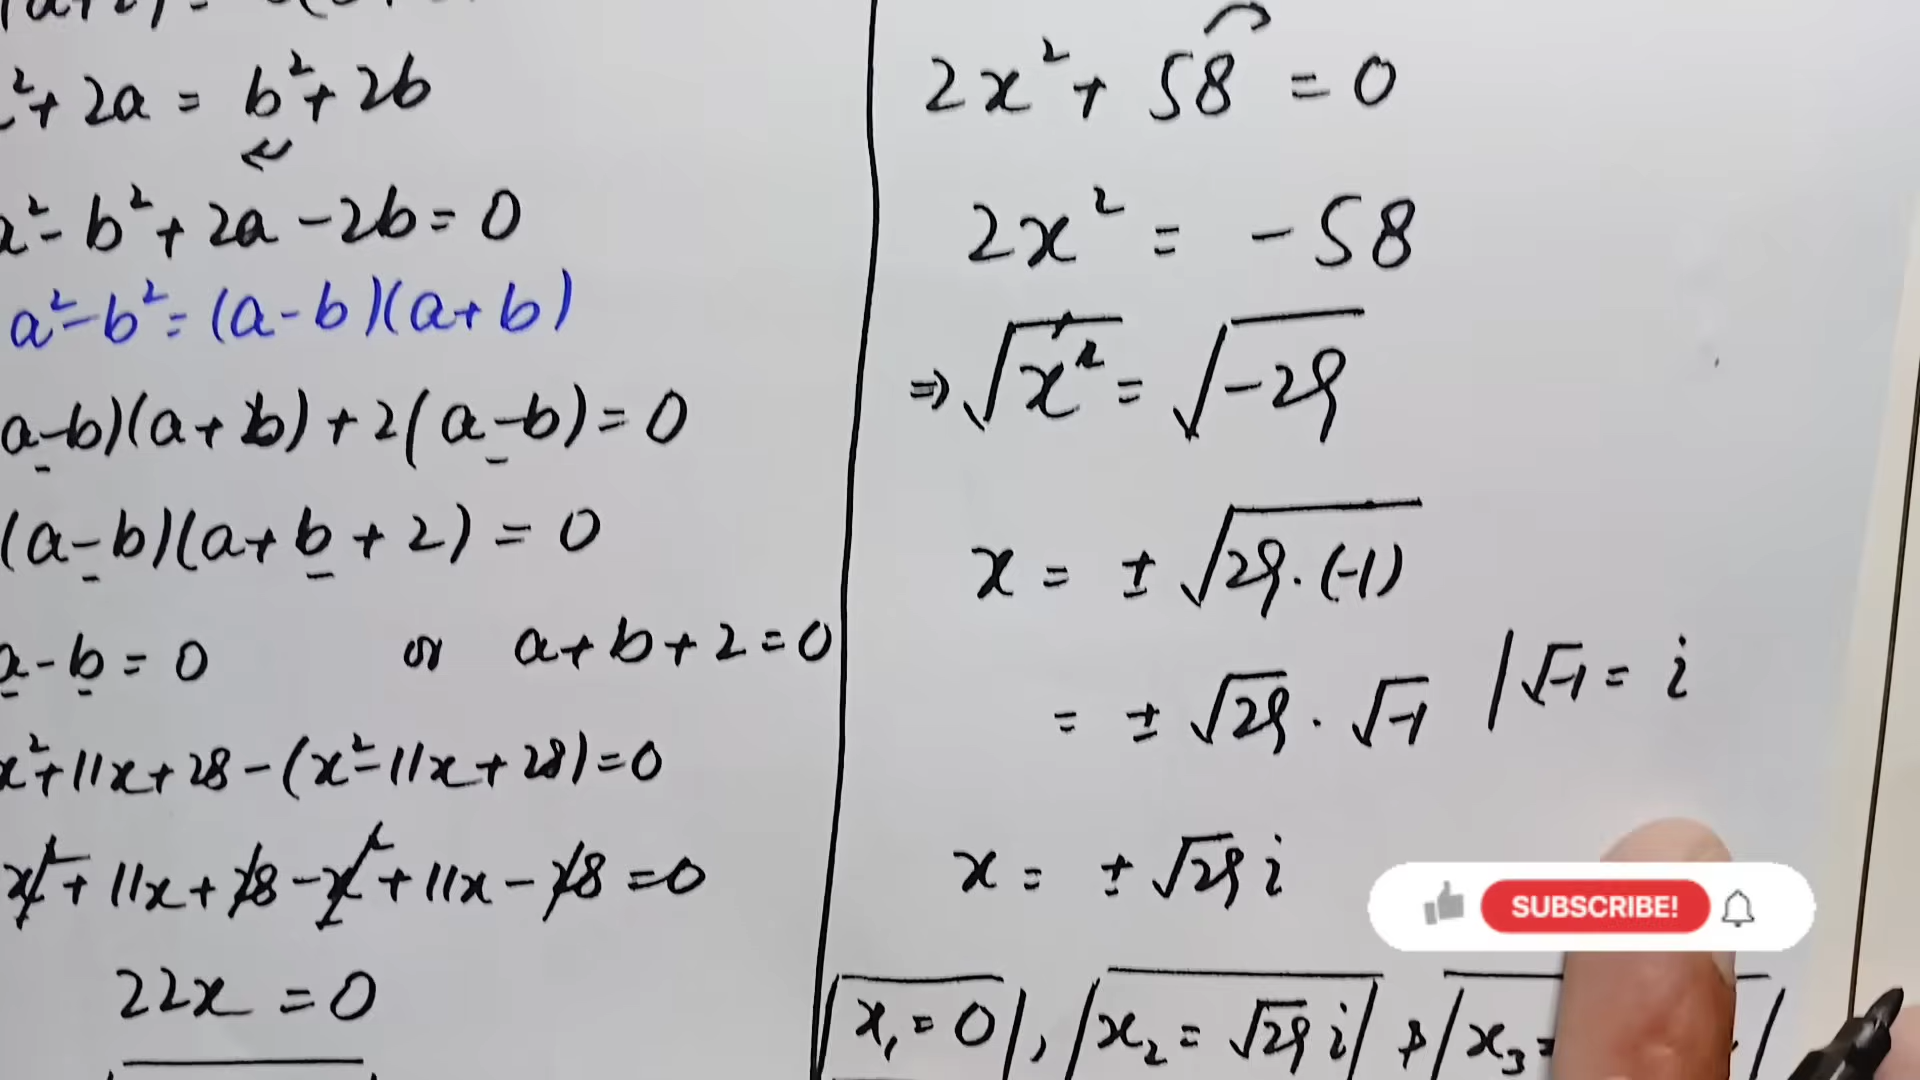 ²+ 2a = b²+ 2b
a²- b²+ 2a - 2b = 0
a²-b² = (a-b)(a+b)
a-b)(a+b) + 2(a-b) = 0
(a-b)(a+b+2) = 0
a-b = 0 or a+b+2 = 0
x²+11x+28-(x²-11x+28)=0
x²+11x+28-x²+11x-28=0
22x = 0
2x²+ 58 = 0
2x² = -58
⇒ √x² = √-29
x = ± √29.(-1)
= ± √29 . √-1 | √-1 = i
x = ± √29 i
SUBSCRIBE!
x₁ = 0, x₂ = √29 i & x₃ =